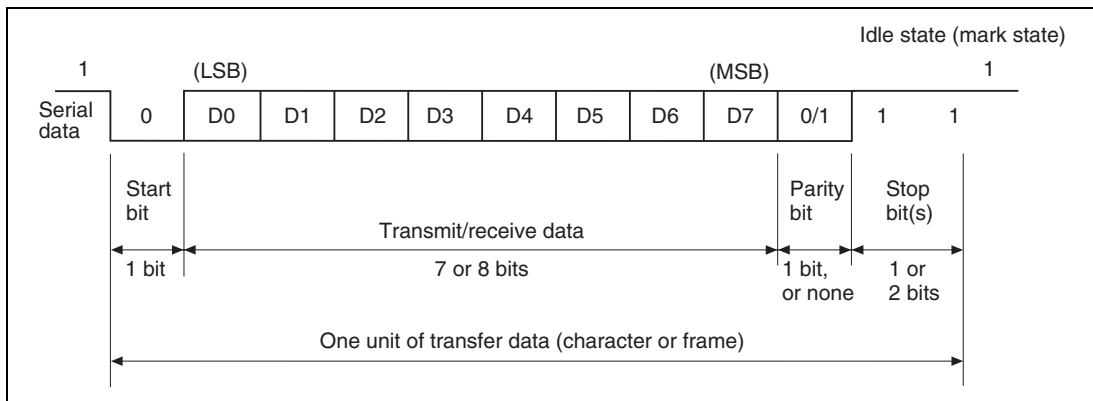 Idle state (mark state)
1 (LSB) (MSB) 1
Serial
data
0 D0 D1 D2 D3 D4 D5 D6 D7 0/1 1 1
Start
bit
Parity
bit
Stop
bit(s)
Transmit/receive data
1 bit
7 or 8 bits
1 bit,
or none
1 or
2 bits
One unit of transfer data (character or frame)